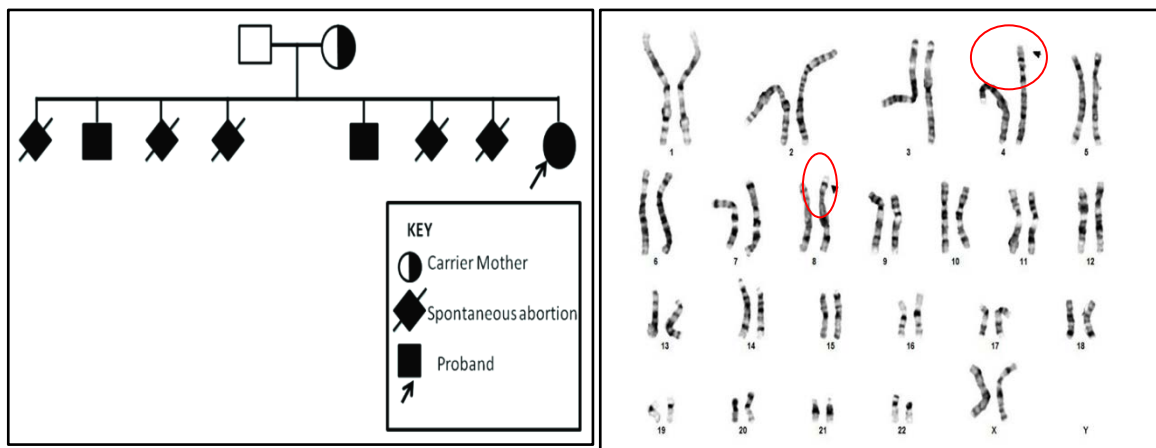 KEY
Carrier Mother
Spontaneous abortion
Proband
1 2 3 4 5
6 7 8 9 10 11 12
13 14 15 16 17 18
19 20 21 22 X Y